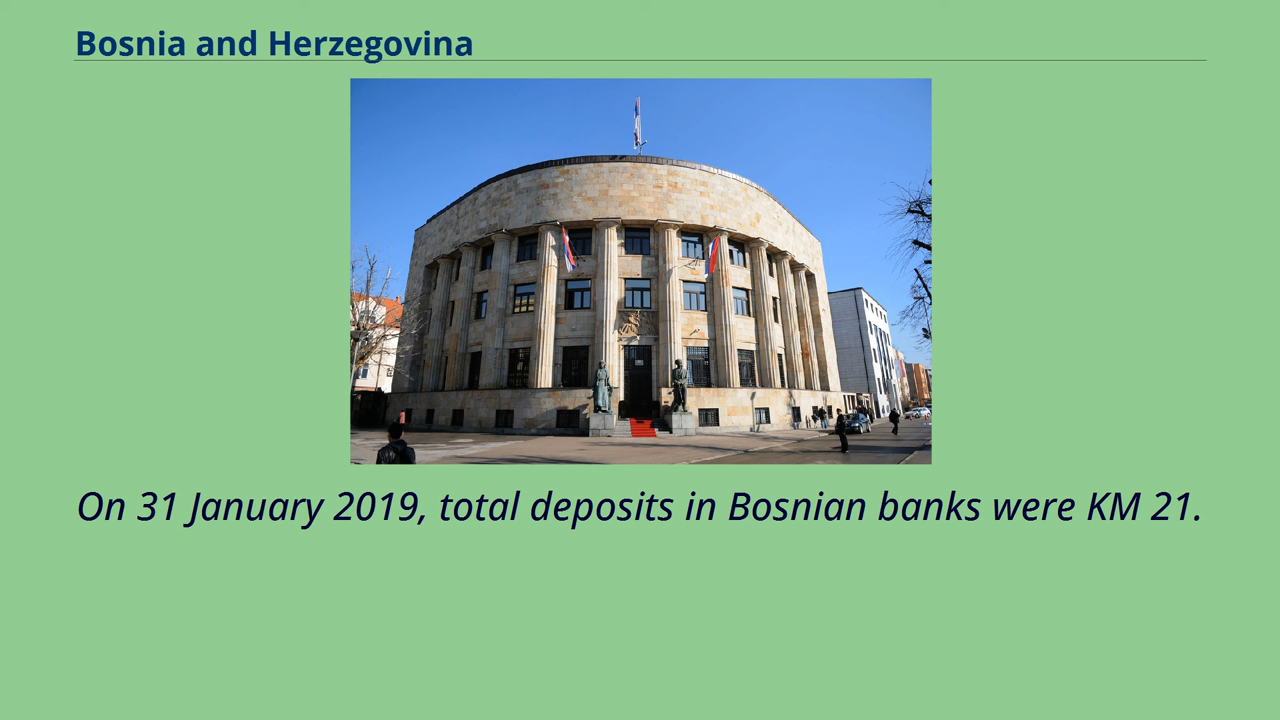 Bosnia and Herzegovina
On 31 January 2019, total deposits in Bosnian banks were KM 21.